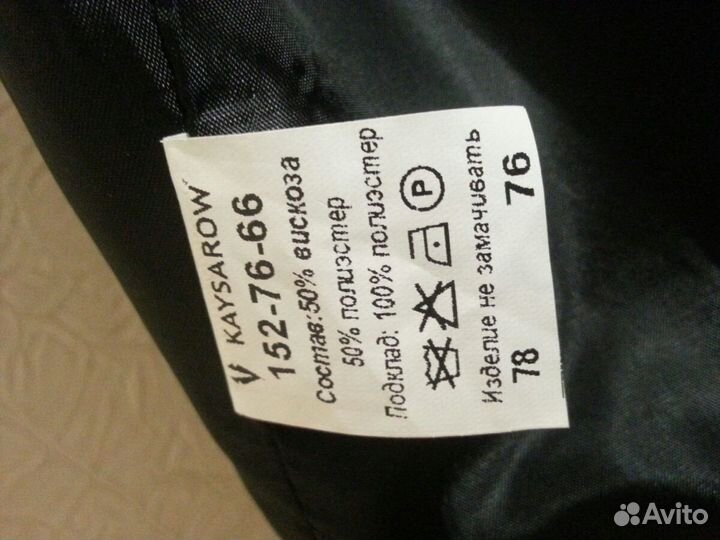 KAYSAROW
152-76-66
Состав:50% вискоза
50% полиэстер
Подклад: 100% полиэстер
P
Изделие не замачивать
78 76
Avito